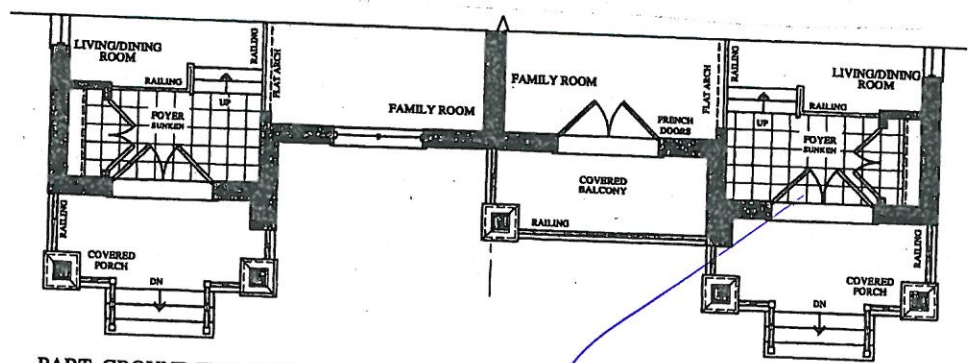 LIVING/DINING
ROOM
RAILING
RAILING
UP
FOYER
SUNKEN
FLAT ARCH
FAMILY ROOM
FAMILY ROOM
FRENCH
DOORS
FLAT ARCH
RAILING
LIVING/DINING
ROOM
RAILING
UP
FOYER
SUNKEN
COVERED
BALCONY
RAILING
RAILING
COVERED
PORCH
DN
RAILING
COVERED
PORCH
DN